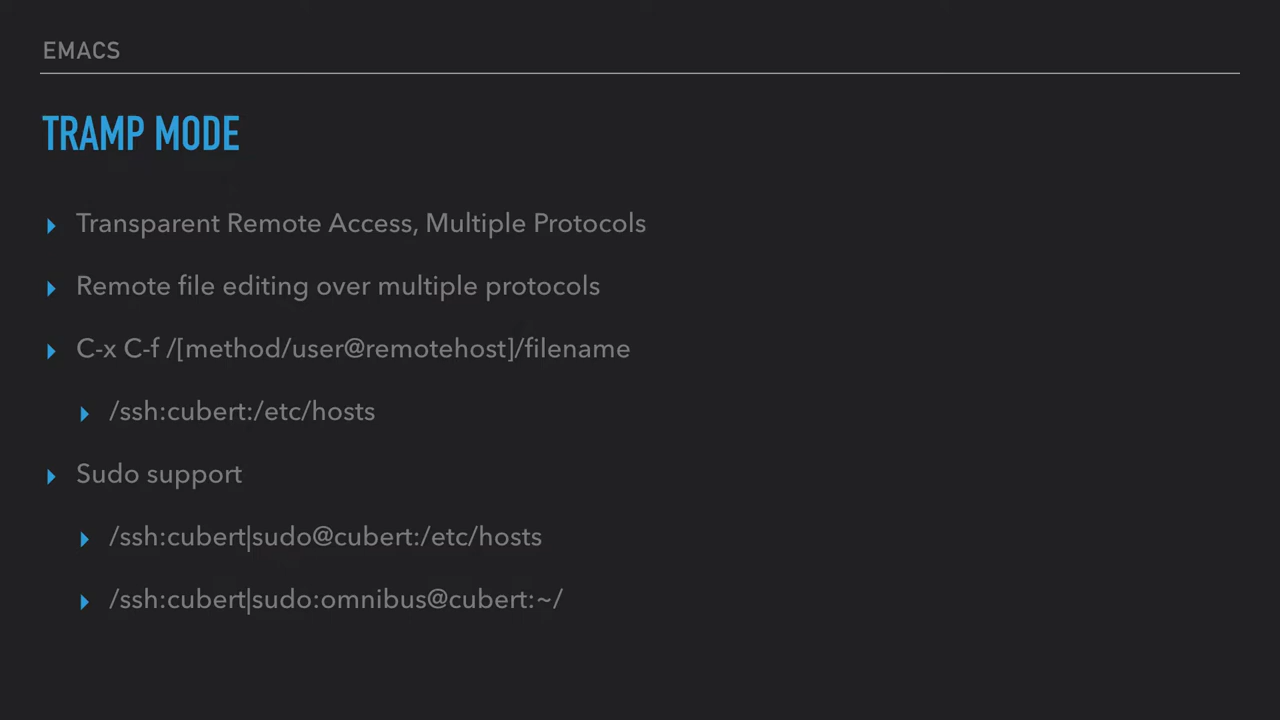 EMACS
TRAMP MODE
Transparent Remote Access, Multiple Protocols
Remote file editing over multiple protocols
C-x C-f /[method/user@remotehost]/filename
/ssh:cubert:/etc/hosts
Sudo support
/ssh:cubert|sudo@cubert:/etc/hosts
/ssh:cubert|sudo:omnibus@cubert:~/